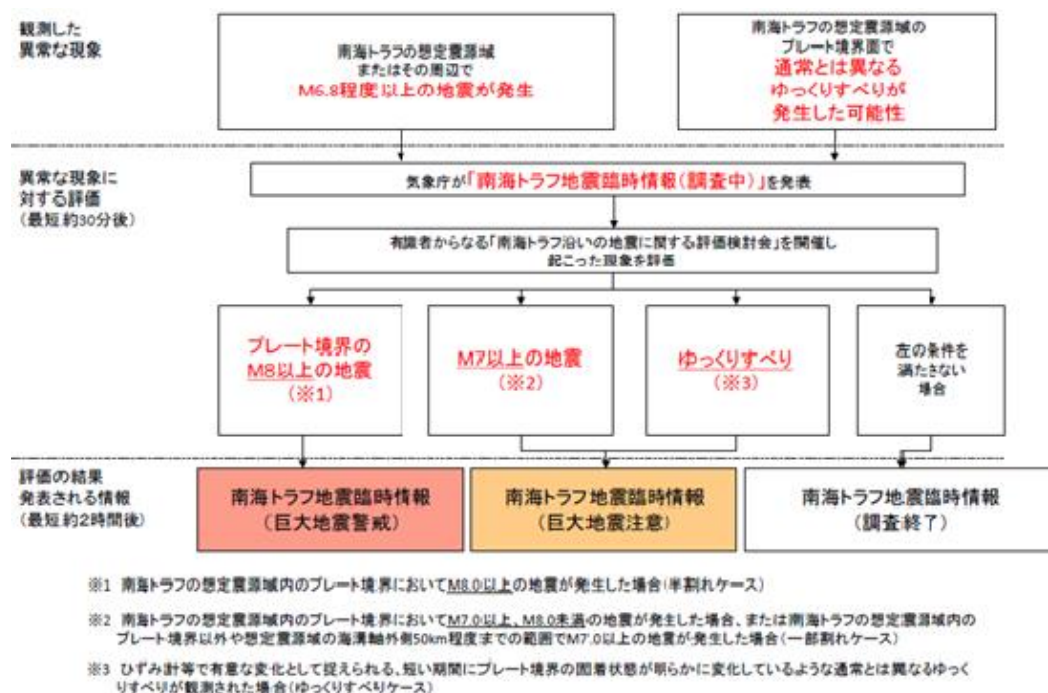 観測した
異常な現象
南海トラフの想定震源域
またはその周辺で
M6.8程度以上の地震が発生
南海トラフの想定震源域の
プレート境界面で
通常とは異なる
ゆっくりすべりが
発生した可能性
異常な現象に
対する評価
(最短約30分後)
気象庁が「南海トラフ地震臨時情報(調査中)」を発表
有識者からなる「南海トラフ沿いの地震に関する評価検討会」を開催し
起こった現象を評価
プレート境界の
M8以上の地震
(※1)
M7以上の地震
(※2)
ゆっくりすべり
(※3)
左の条件を
満たさない
場合
評価の結果
発表される情報
(最短約2時間後)
南海トラフ地震臨時情報
(巨大地震警戒)
南海トラフ地震臨時情報
(巨大地震注意)
南海トラフ地震臨時情報
(調査終了)
※1 南海トラフの想定震源域内のプレート境界においてM8.0以上の地震が発生した場合(半割れケース)
※2 南海トラフの想定震源域内のプレート境界においてM7.0以上、M8.0未満の地震が発生した場合、または南海トラフの想定震源域内の
プレート境界以外や想定震源域の海溝軸外側50km程度までの範囲でM7.0以上の地震が発生した場合(一部割れケース)
※3 ひずみ計等で有意な変化として捉えられる、短い期間にプレート境界の固着状態が明らかに変化しているような通常とは異なるゆっく
りすべりが観測された場合(ゆっくりすべりケース)